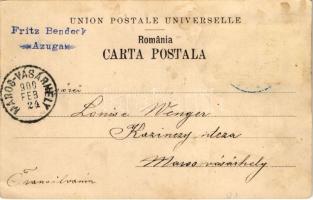 UNION POSTALE UNIVERSELLE
România
CARTA POSTALA
Fritz Bendeck
Azuga
MAROS-VÁSÁRHELY
909
FEB
24
Louise Wenger
Kazinczy utcza
Maros vásárhely
Transilvania